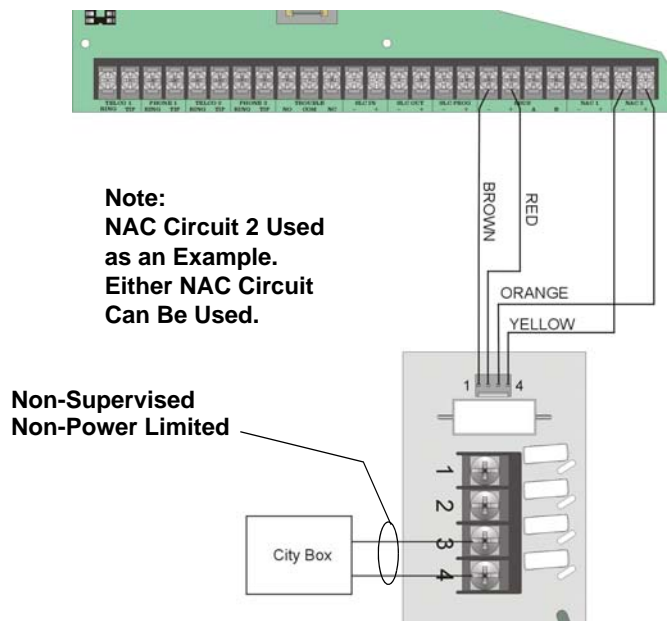 TELCO 1 PHONE 1 TELCO 2 PHONE 2 TROUBLE SLC IN SLC OUT SLC PROG SBUS NAC 1 NAC 2
RING TIP RING TIP RING TIP RING TIP NO COM NC - + - + - + - + A B - + - +
BROWN
RED
Note:
NAC Circuit 2 Used
as an Example.
Either NAC Circuit
Can Be Used.
ORANGE
YELLOW
1 4
Non-Supervised
Non-Power Limited
1
2
3
4
City Box